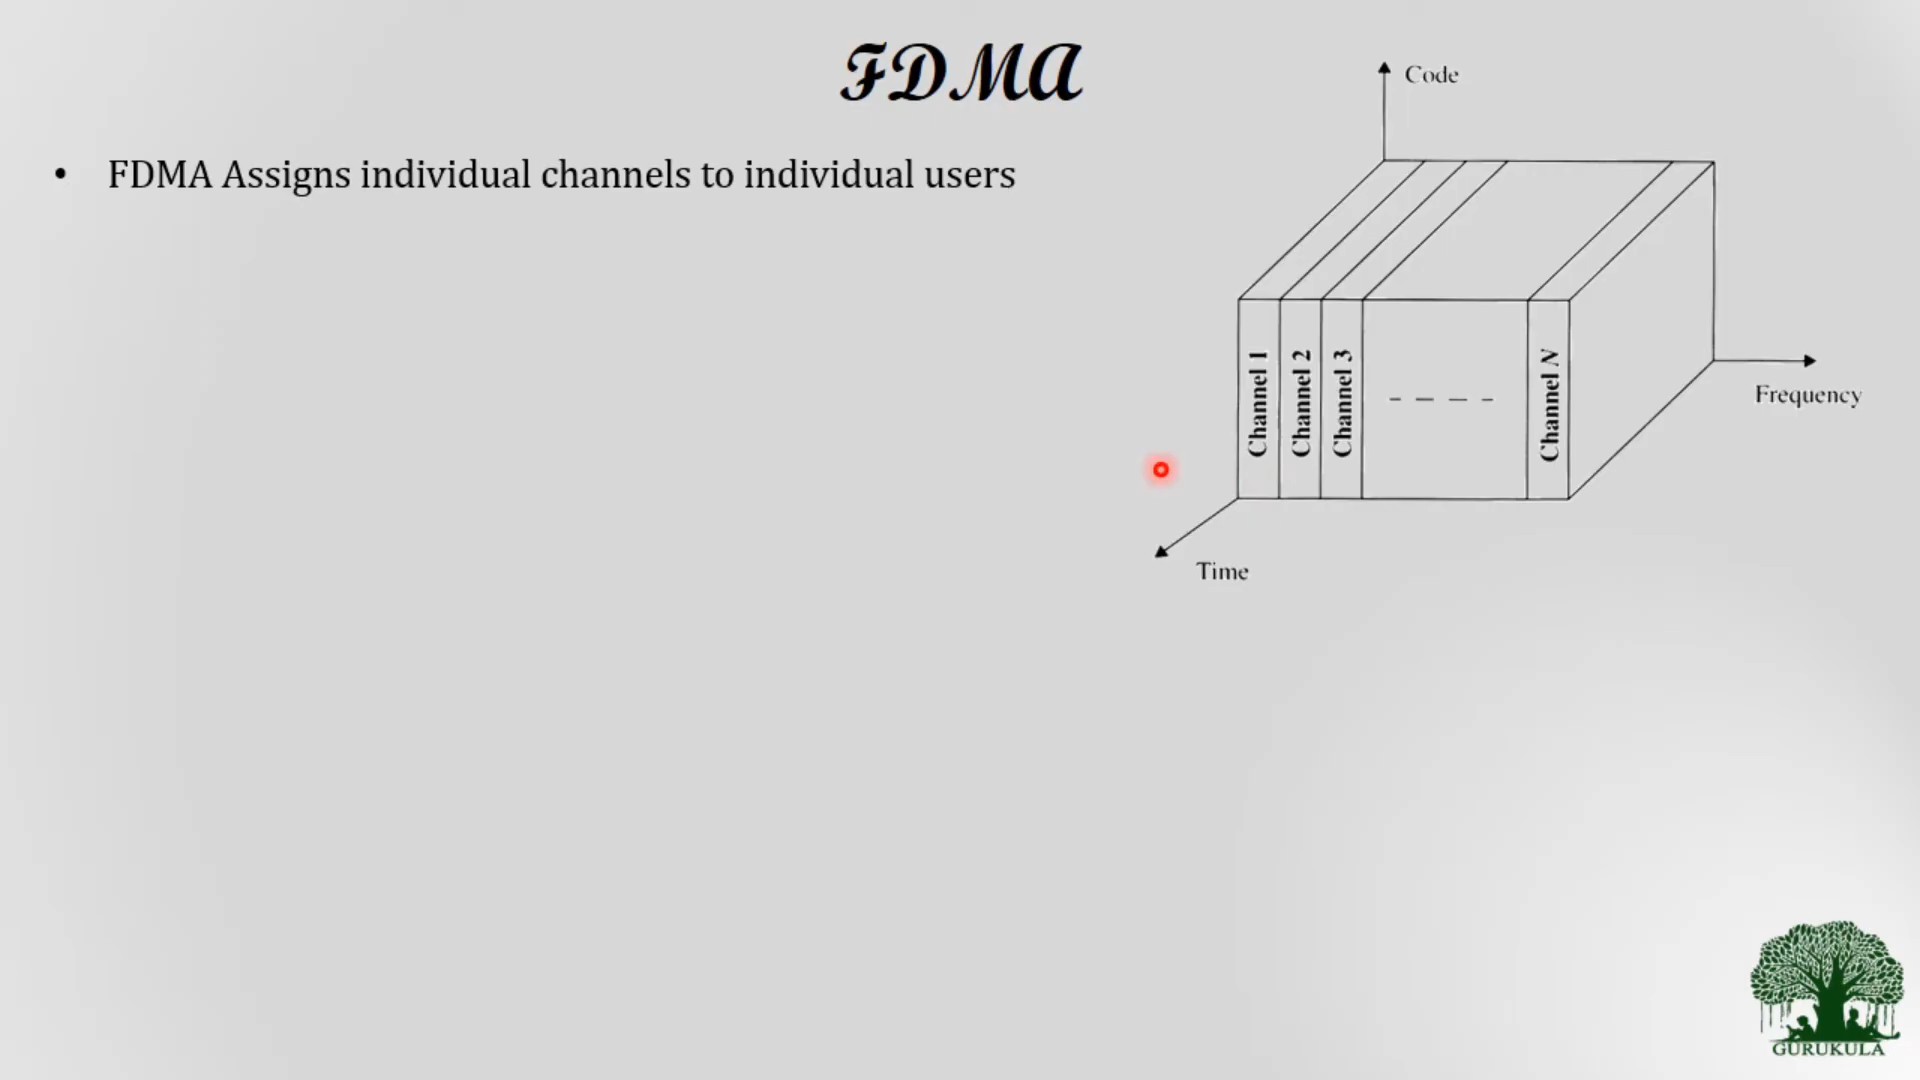 FDMA
• FDMA Assigns individual channels to individual users
Code
Channel 1
Channel 2
Channel 3
Channel N
Frequency
Time
GURUKULA